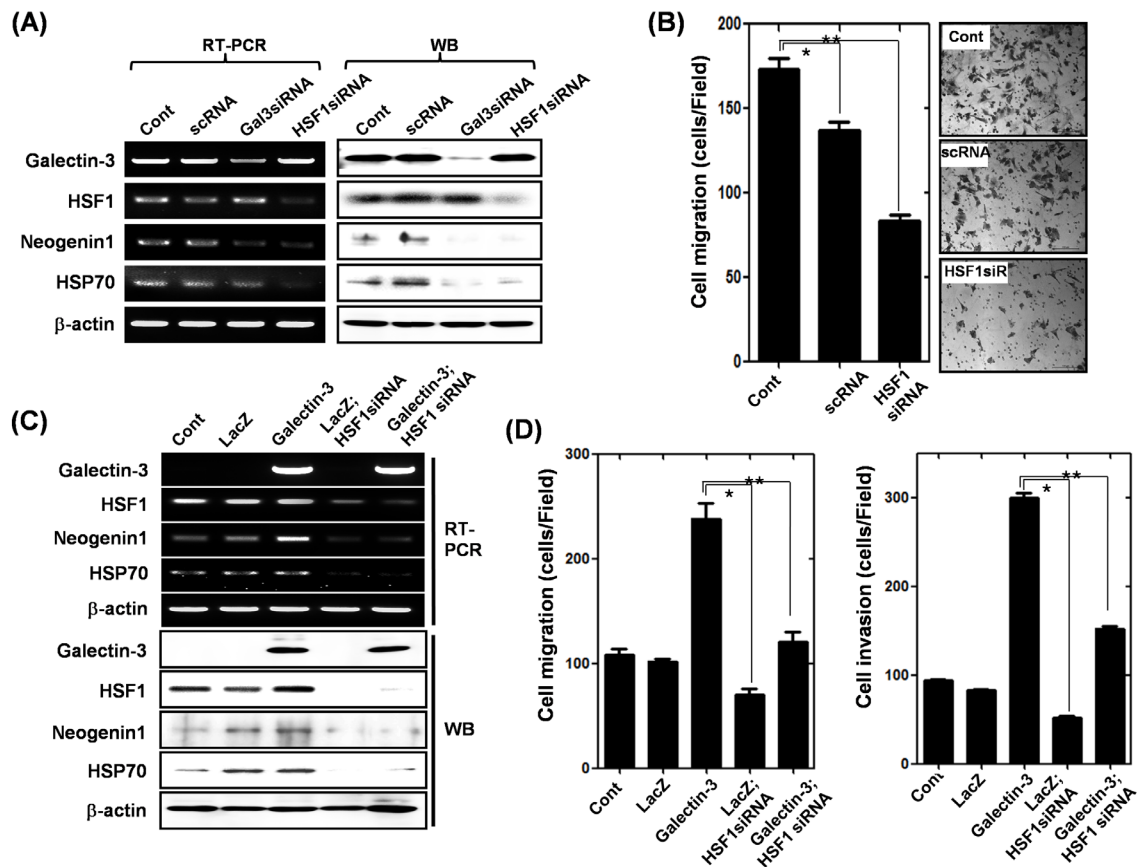 (A)
RT-PCR
WB
Cont
scRNA
Gal3siRNA
HSF1siRNA
Cont
scRNA
Gal3siRNA
HSF1siRNA
Galectin-3
HSF1
Neogenin1
HSP70
β-actin
(B)
Cell migration (cells/Field)
200
150
100
50
0
*
**
Cont
scRNA
HSF1
siRNA
Cont
scRNA
HSF1siR
(C)
Cont
LacZ
Galectin-3
LacZ;
HSF1siRNA
Galectin-3;
HSF1 siRNA
Galectin-3
HSF1
Neogenin1
HSP70
β-actin
RT-
PCR
Galectin-3
HSF1
Neogenin1
HSP70
β-actin
WB
(D)
Cell migration (cells/Field)
300
200
100
0
*
**
Cont
LacZ
Galectin-3
LacZ;
HSF1siRNA
Galectin-3;
HSF1 siRNA
Cell invasion (cells/Field)
300
200
100
0
*
**
Cont
LacZ
Galectin-3
LacZ;
HSF1siRNA
Galectin-3;
HSF1 siRNA